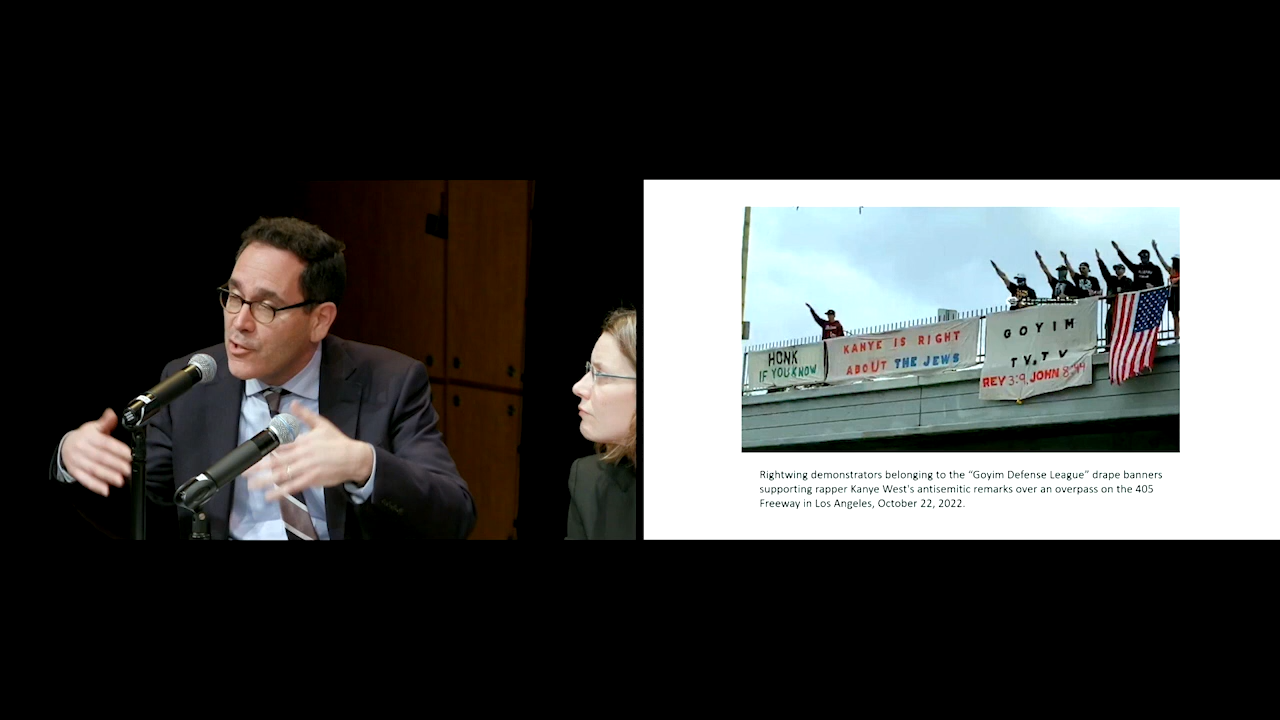 HONK
IF YOU KNOW
KANYE IS RIGHT
ABOUT THE JEWS
GOYIM
TV.TV
REV 3:9 JOHN 8:44
Rightwing demonstrators belonging to the “Goyim Defense League” drape banners
supporting rapper Kanye West's antisemitic remarks over an overpass on the 405
Freeway in Los Angeles, October 22, 2022.